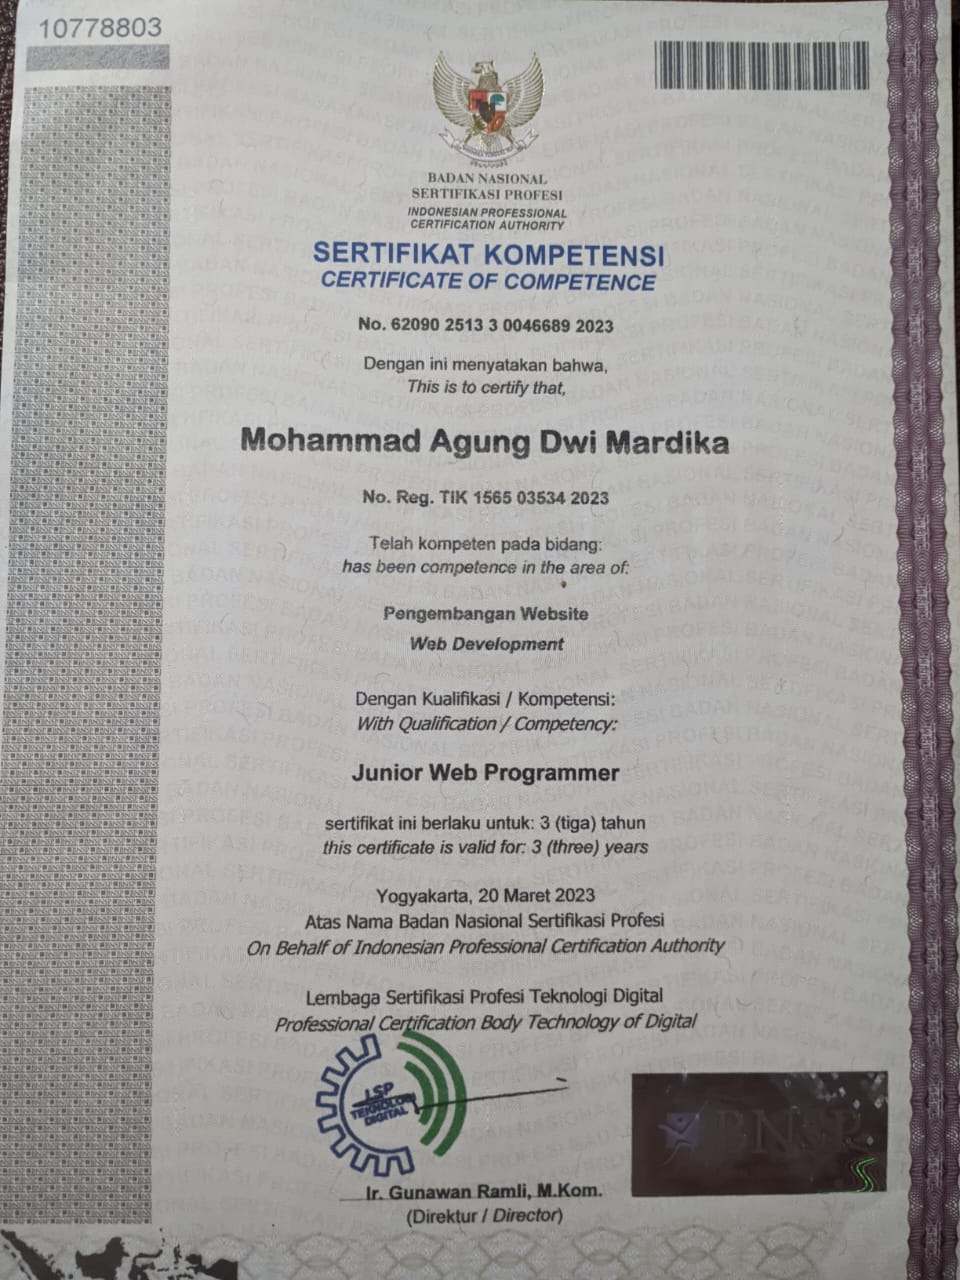 10778803
BADAN NASIONAL
SERTIFIKASI PROFESI
INDONESIAN PROFESSIONAL
CERTIFICATION AUTHORITY
SERTIFIKAT KOMPETENSI
CERTIFICATE OF COMPETENCE
No. 62090 2513 3 0046689 2023
Dengan ini menyatakan bahwa,
This is to certify that,
Mohammad Agung Dwi Mardika
No. Reg. TIK 1565 03534 2023
Telah kompeten pada bidang:
has been competence in the area of:
Pengembangan Website
Web Development
Dengan Kualifikasi / Kompetensi:
With Qualification / Competency:
Junior Web Programmer
sertifikat ini berlaku untuk: 3 (tiga) tahun
this certificate is valid for: 3 (three) years
Yogyakarta, 20 Maret 2023
Atas Nama Badan Nasional Sertifikasi Profesi
On Behalf of Indonesian Professional Certification Authority
Lembaga Sertifikasi Profesi Teknologi Digital
Professional Certification Body Technology of Digital
LSP
TEKNOLOGI
DIGITAL
BNSP
Ir. Gunawan Ramli, M.Kom.
(Direktur / Director)